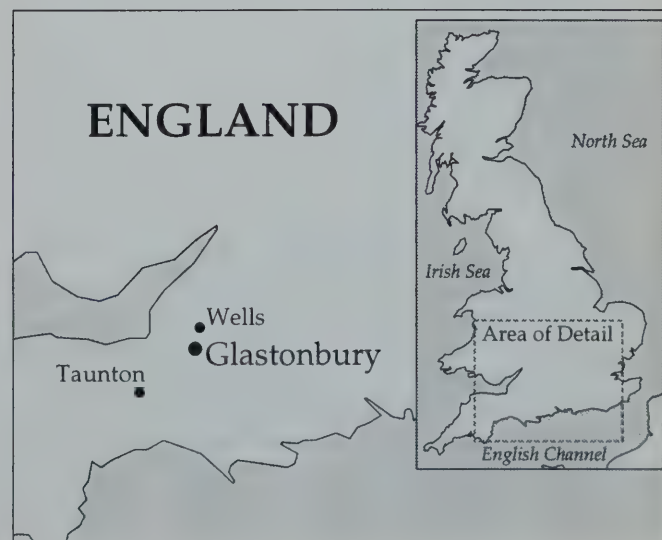 ENGLAND
Wells
Glastonbury
Taunton
North Sea
Irish Sea
Area of Detail
English Channel